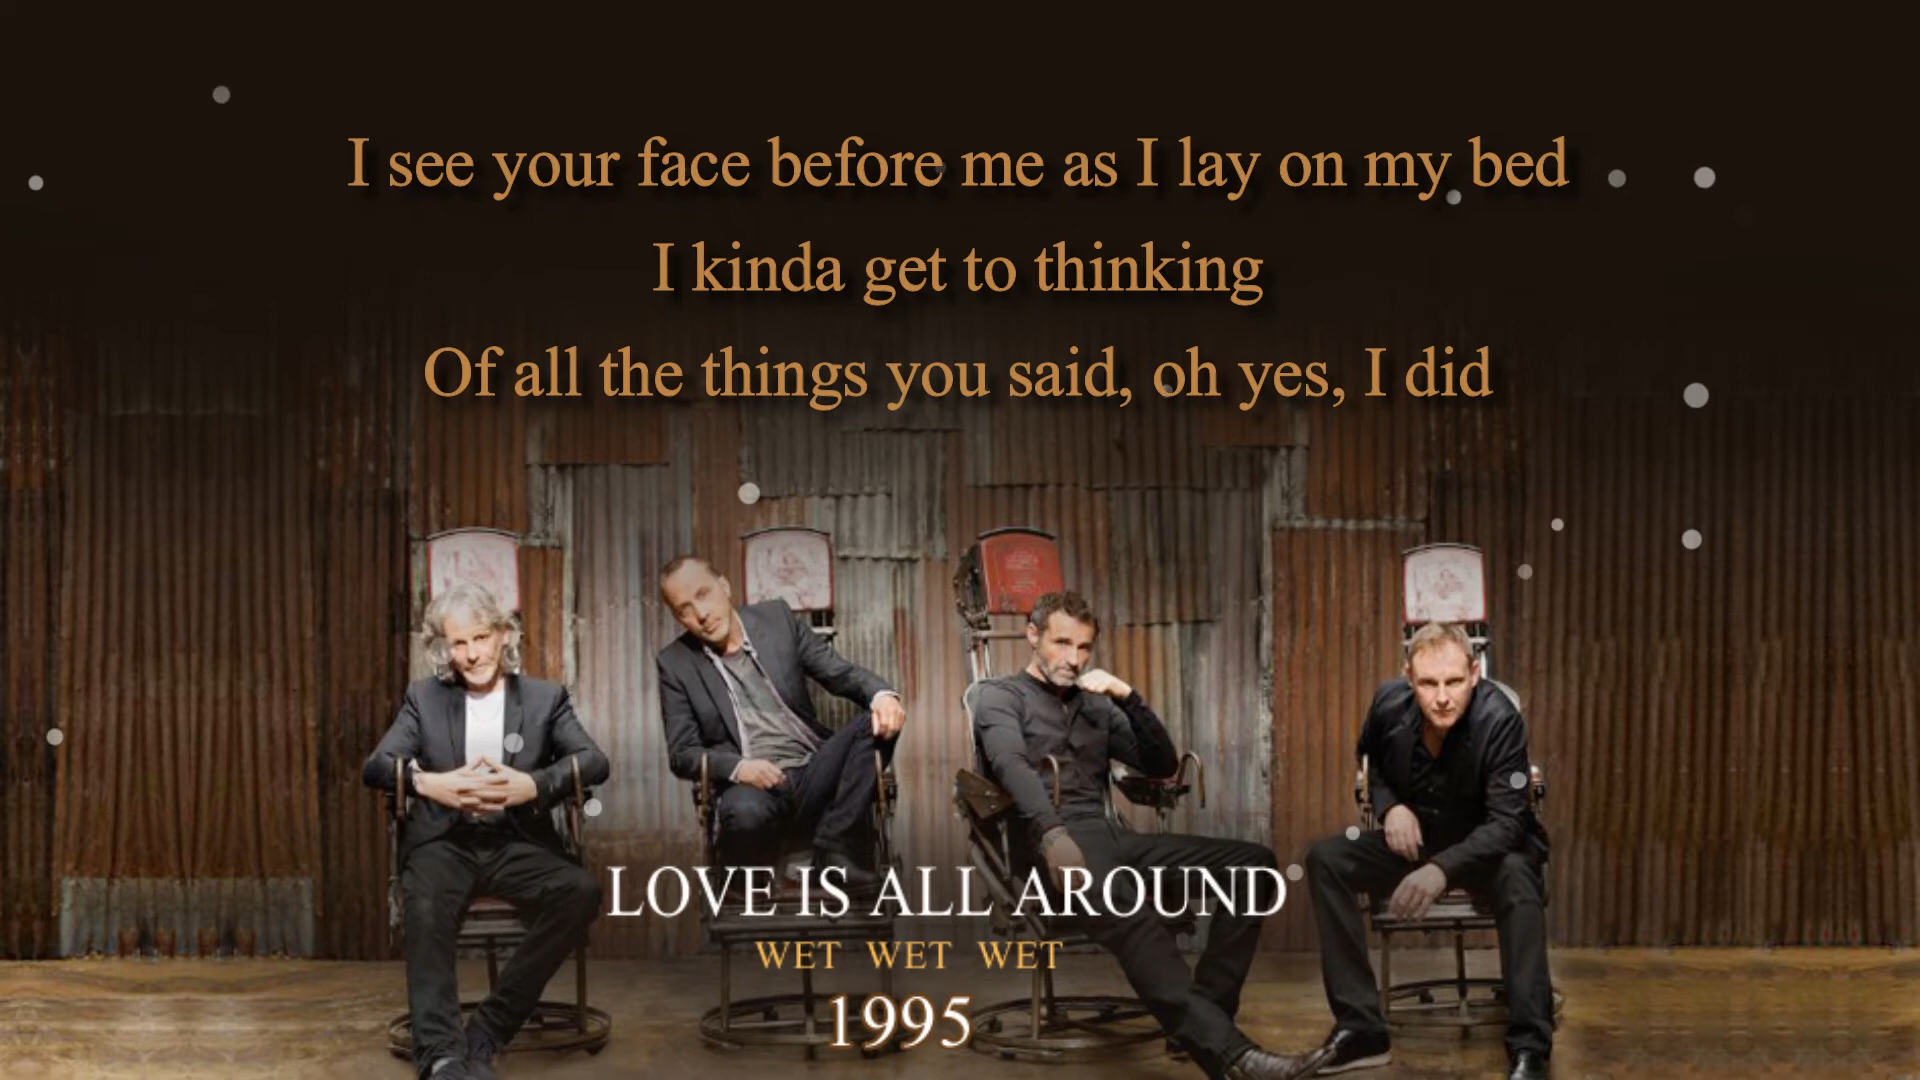 I see your face before me as I lay on my bed
I kinda get to thinking
Of all the things you said, oh yes, I did
LOVE IS ALL AROUND
WET WET WET
1995